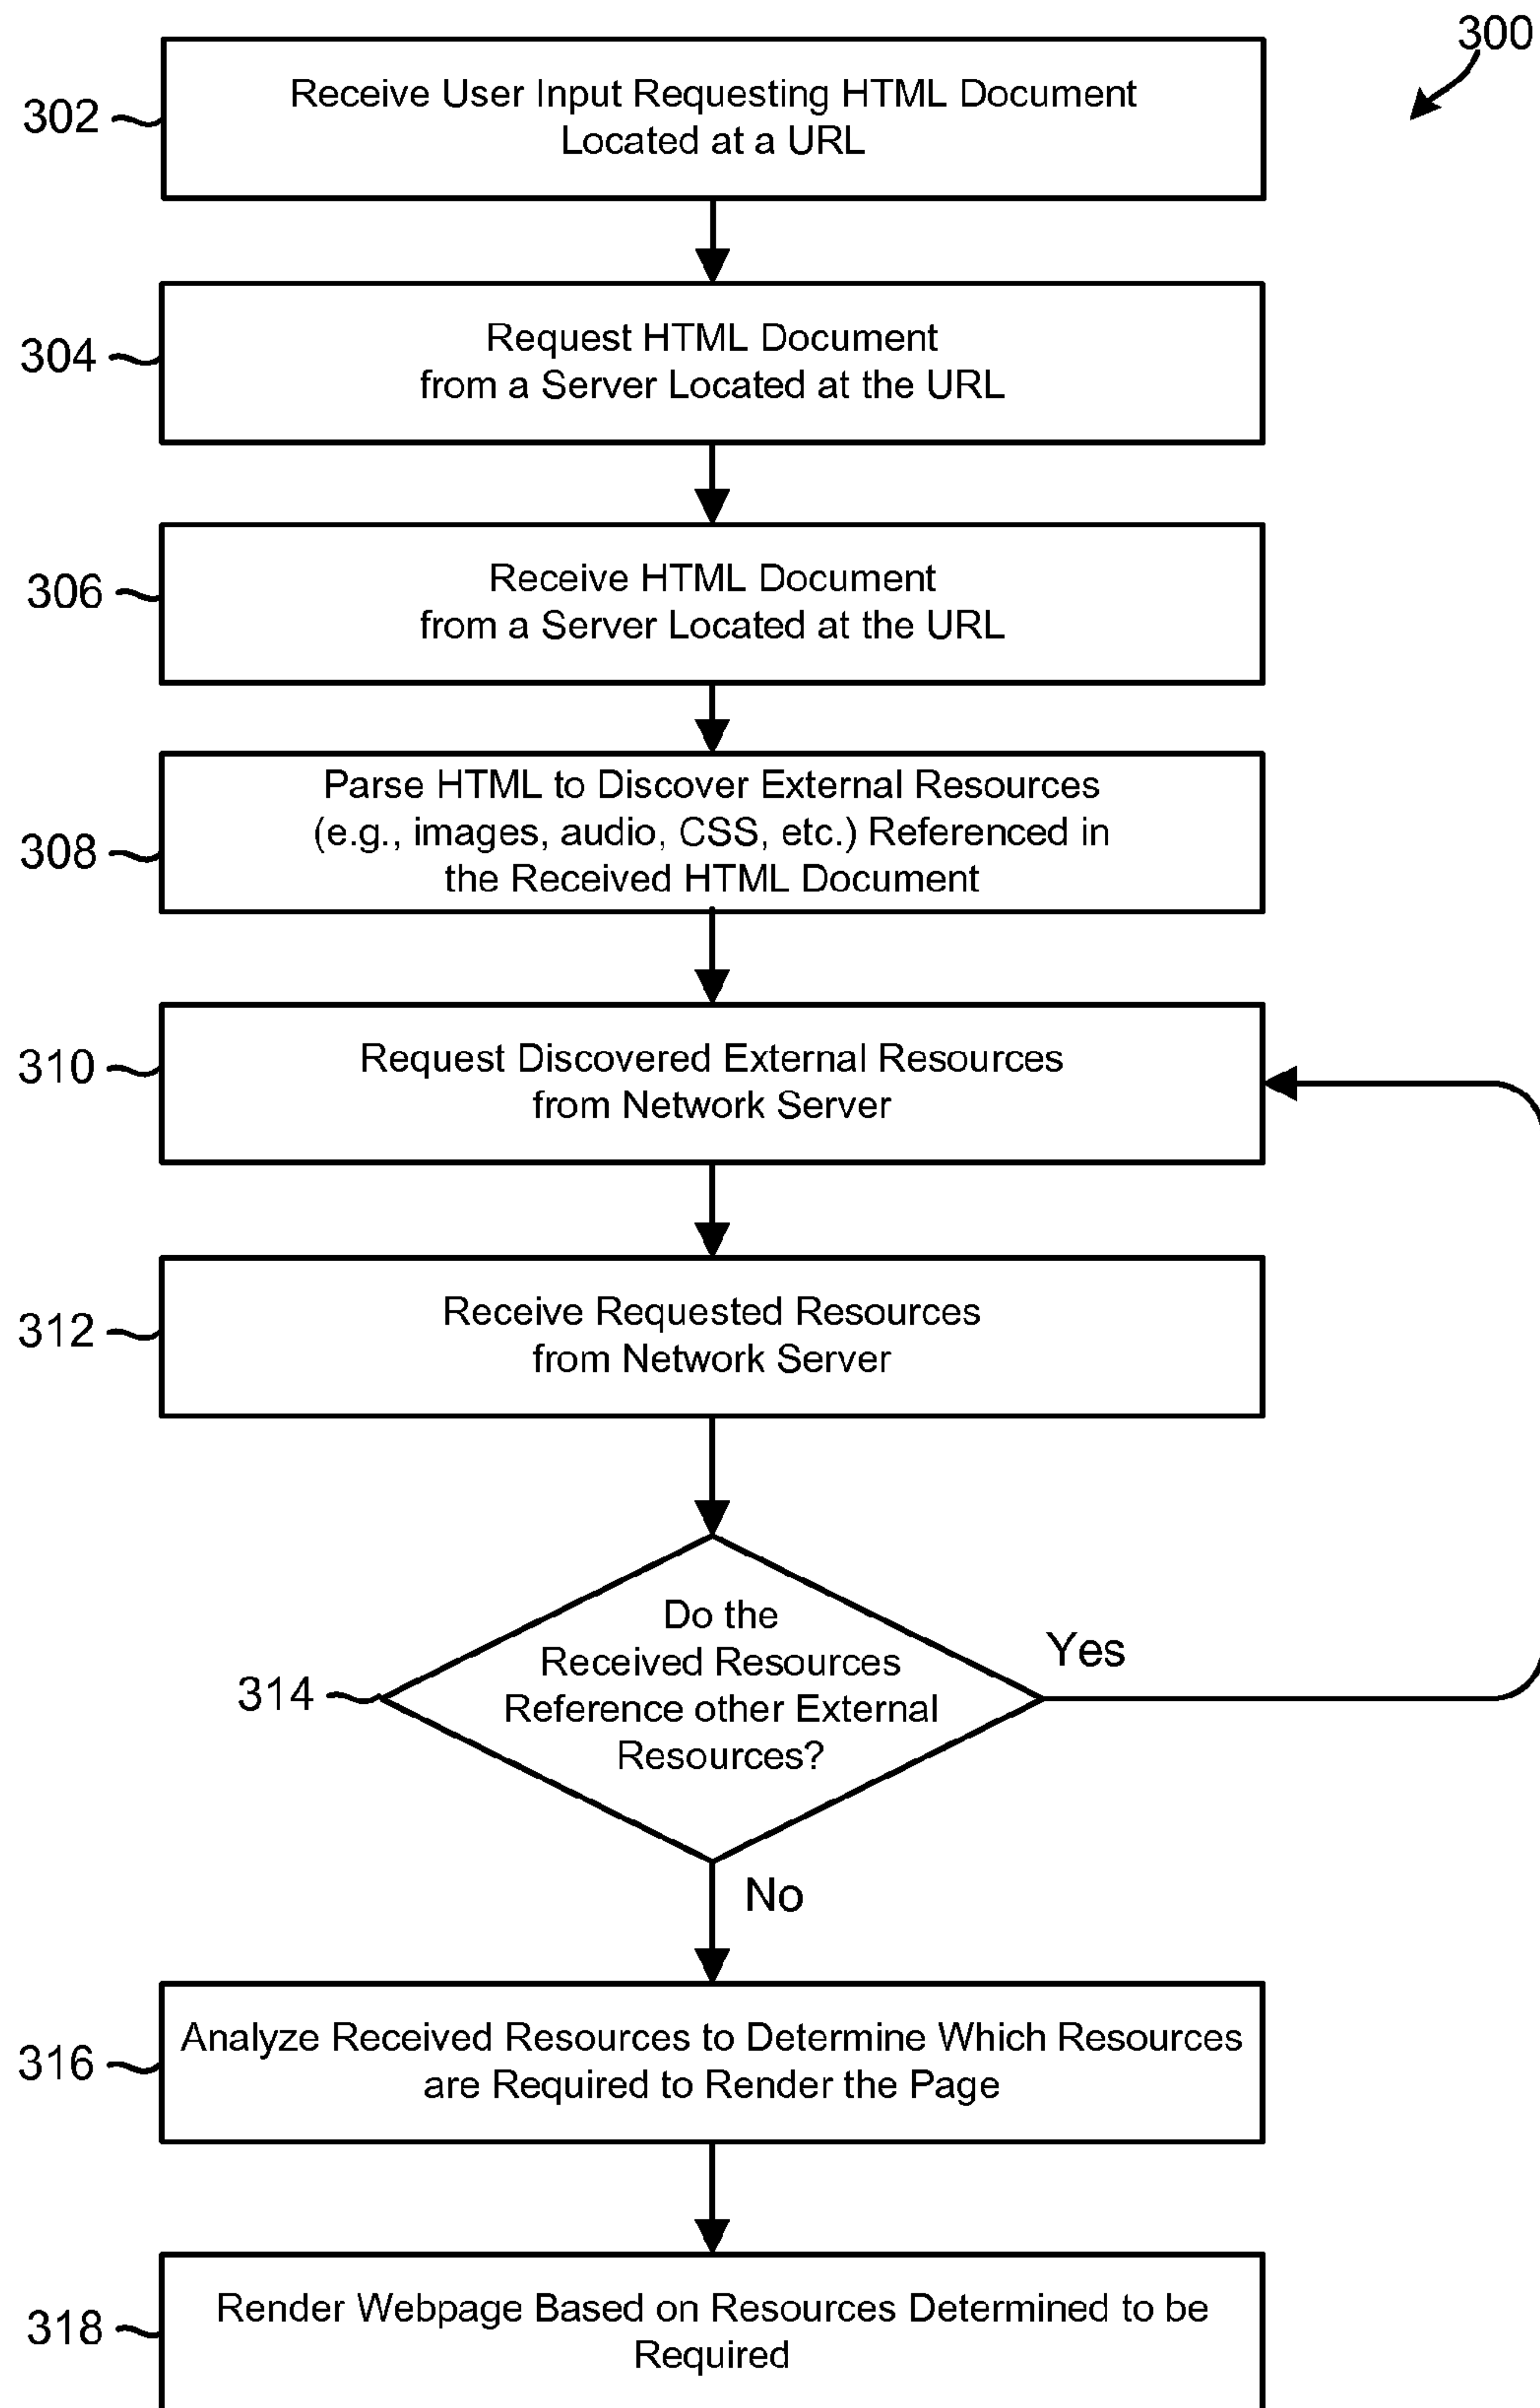 300
302
Receive User Input Requesting HTML Document
Located at a URL
304
Request HTML Document
from a Server Located at the URL
306
Receive HTML Document
from a Server Located at the URL
308
Parse HTML to Discover External Resources
(e.g., images, audio, CSS, etc.) Referenced in
the Received HTML Document
310
Request Discovered External Resources
from Network Server
312
Receive Requested Resources
from Network Server
314
Do the
Received Resources
Reference other External
Resources?
Yes
No
316
Analyze Received Resources to Determine Which Resources
are Required to Render the Page
318
Render Webpage Based on Resources Determined to be
Required